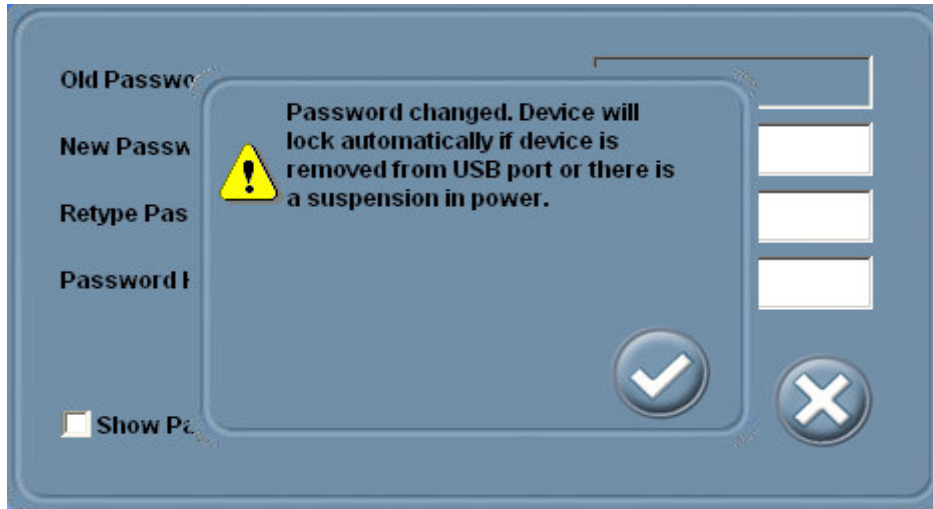 Old Passwo
Password changed. Device will
lock automatically if device is
removed from USB port or there is
a suspension in power.
New Passw
Retype Pas
Password H
Show Pa